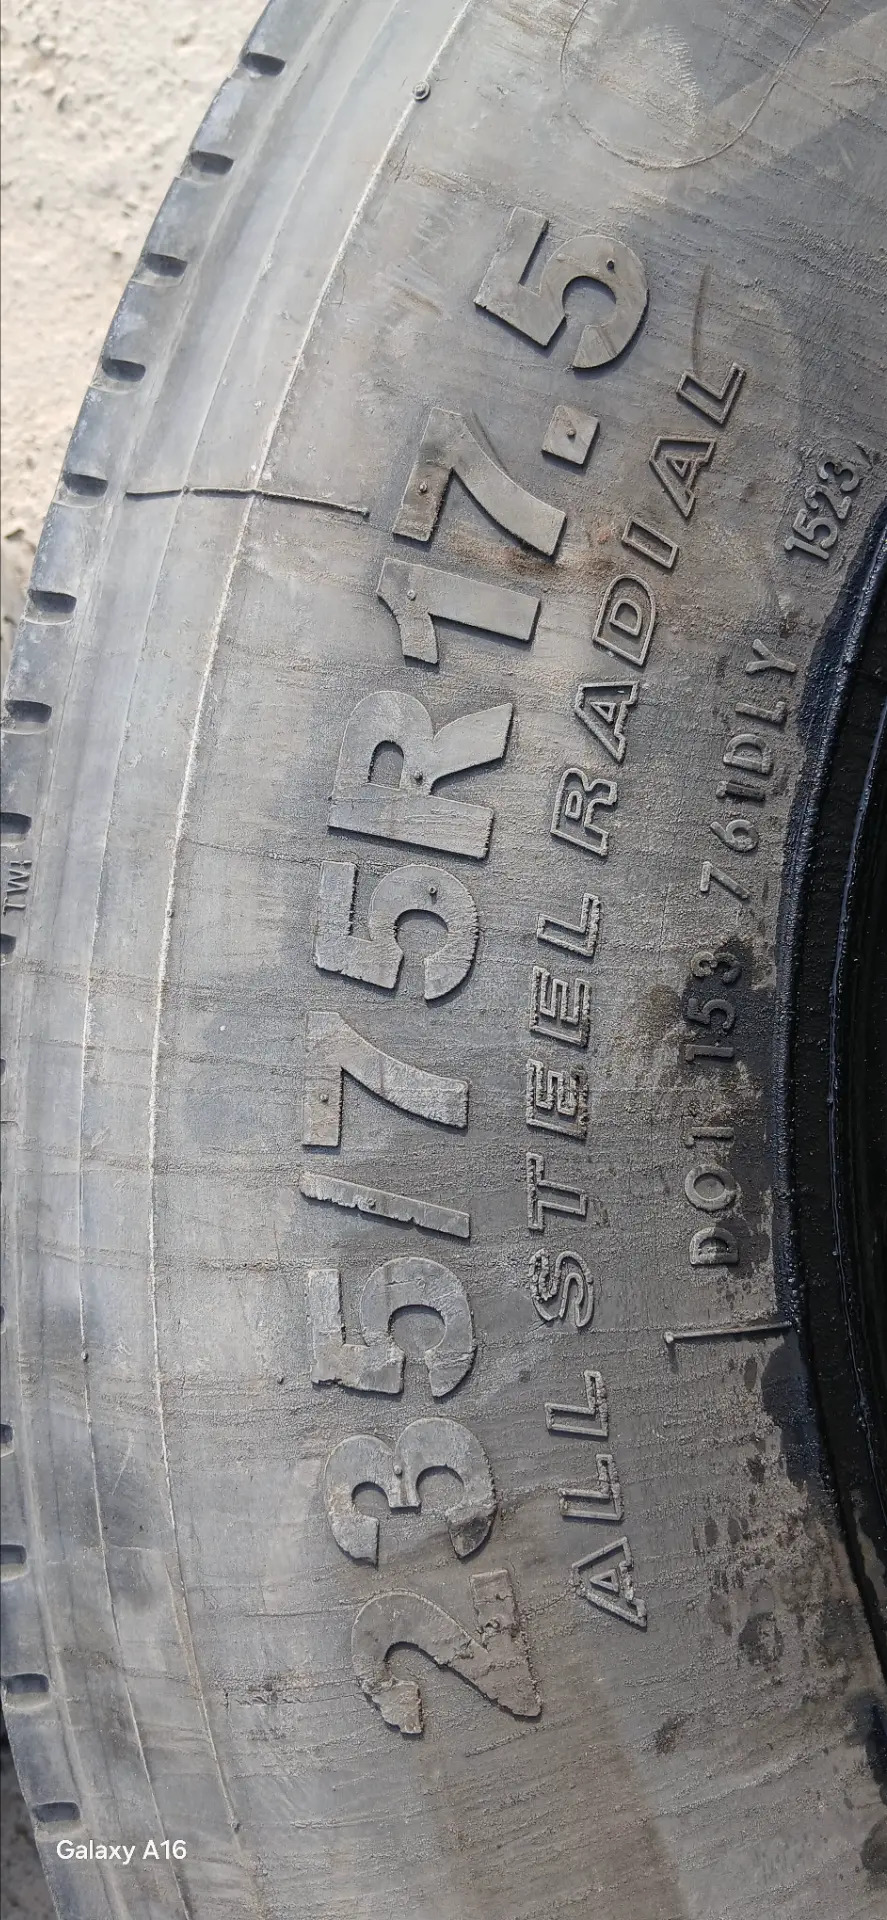 235/75R17.5
ALL STEEL RADIAL
DOT 153 761DLY 1523
TWI
Galaxy A16